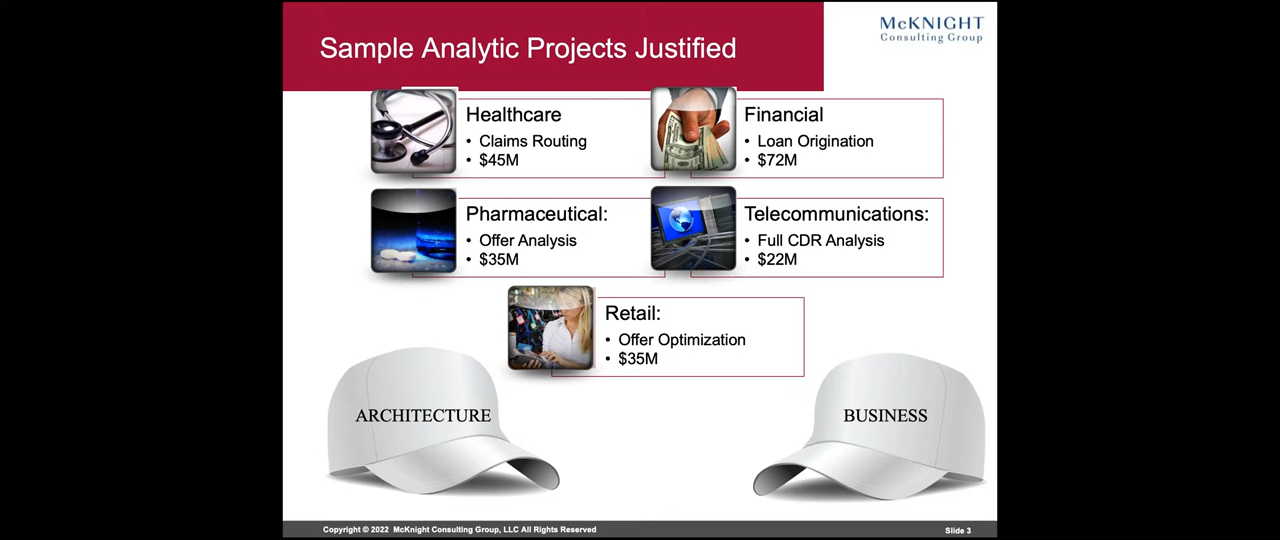 Sample Analytic Projects Justified
McKNIGHT
Consulting Group
Healthcare
• Claims Routing
• $45M
Financial
• Loan Origination
• $72M
Pharmaceutical:
• Offer Analysis
• $35M
Telecommunications:
• Full CDR Analysis
• $22M
Retail:
• Offer Optimization
• $35M
ARCHITECTURE
BUSINESS
Copyright © 2022 McKnight Consulting Group, LLC All Rights Reserved
Slide 3